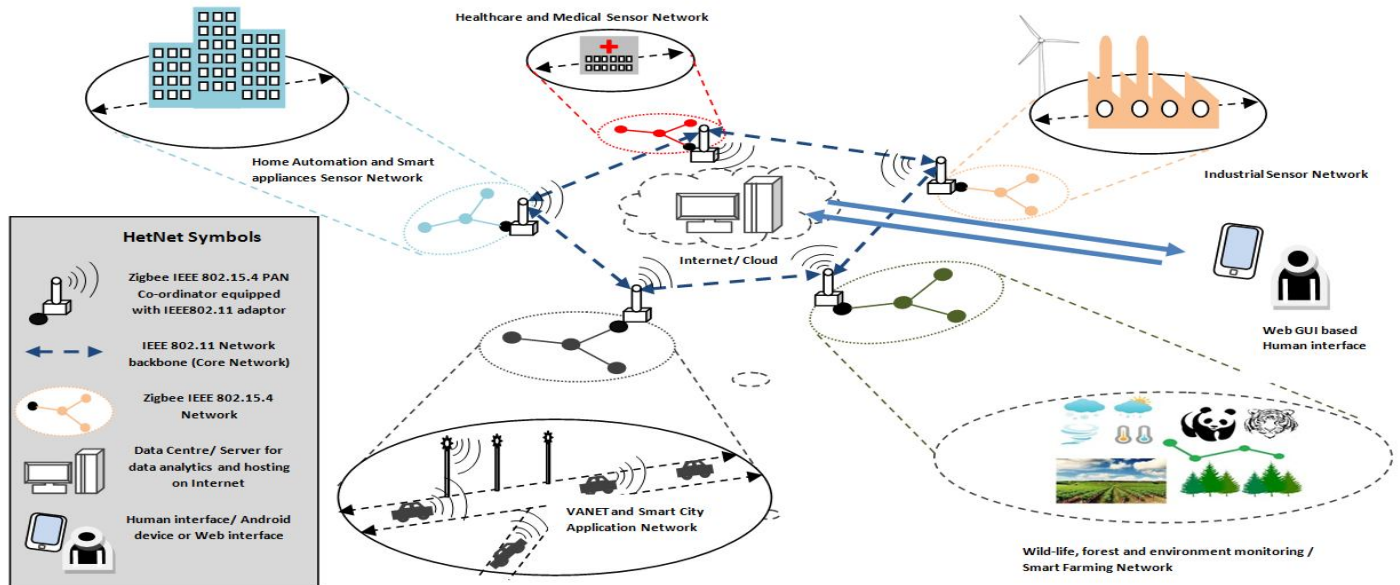 Healthcare and Medical Sensor Network
Home Automation and Smart
appliances Sensor Network
Industrial Sensor Network
Internet/ Cloud
Web GUI based
Human interface
HetNet Symbols
Zigbee IEEE 802.15.4 PAN
Co-ordinator equipped
with IEEE802.11 adaptor
IEEE 802.11 Network
backbone (Core Network)
Zigbee IEEE 802.15.4
Network
Data Centre/ Server for
data analytics and hosting
on Internet
Human interface/ Android
device or Web interface
VANET and Smart City
Application Network
Wild-life, forest and environment monitoring /
Smart Farming Network